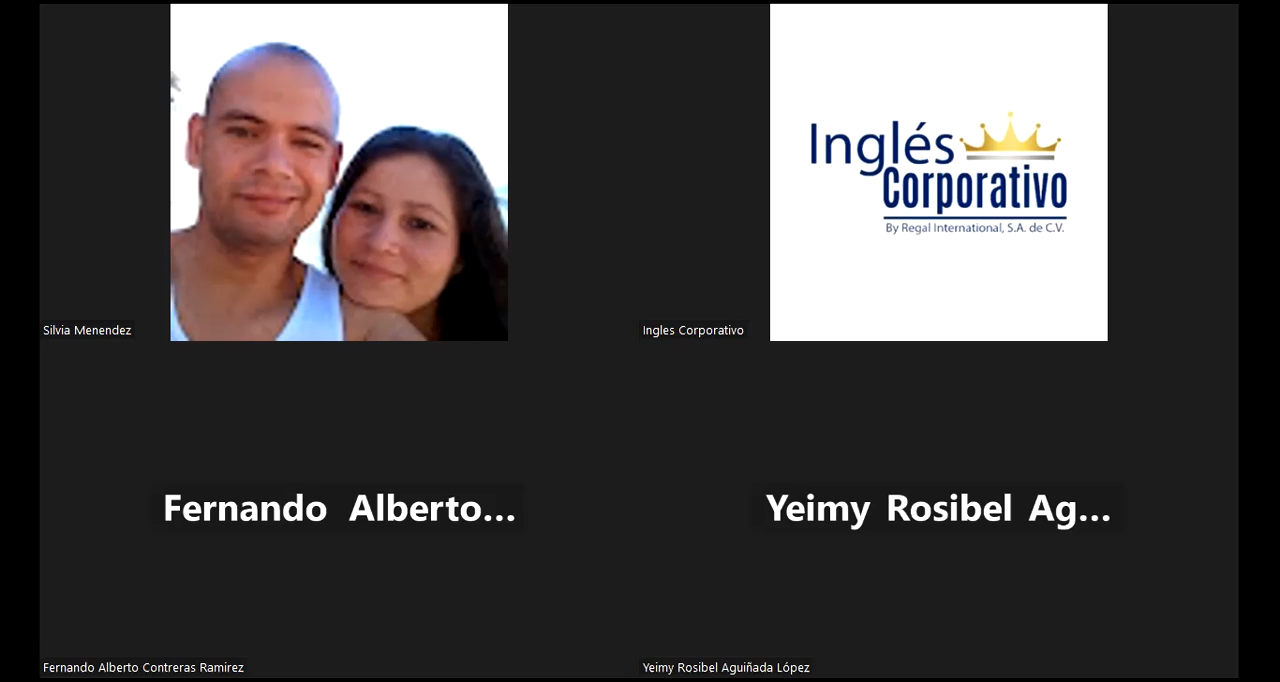 Inglés
Corporativo
By Regal International, S.A. de C.V.
Silvia Menendez
Ingles Corporativo
Fernando Alberto...
Yeimy Rosibel Ag...
Fernando Alberto Contreras Ramirez
Yeimy Rosibel Aguiñada López